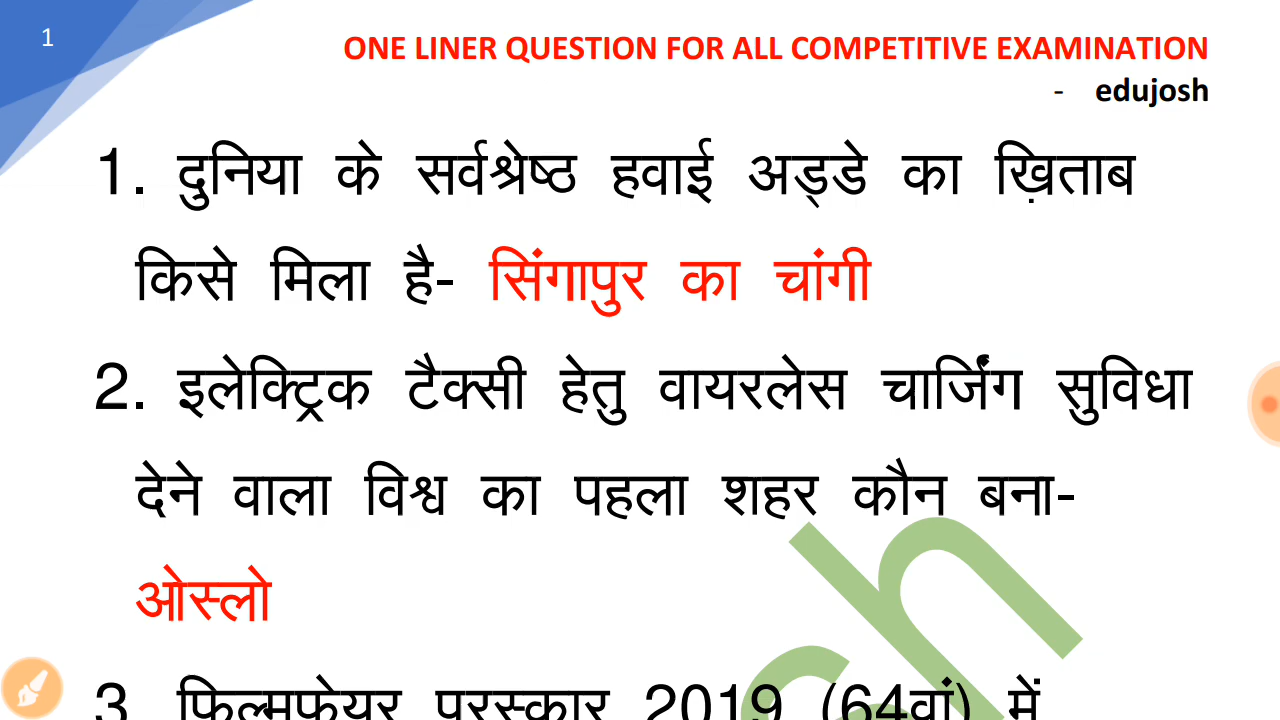 1
ONE LINER QUESTION FOR ALL COMPETITIVE EXAMINATION
- edujosh
1. दुनिया के सर्वश्रेष्ठ हवाई अड्डे का ख़िताब
किसे मिला है- सिंगापुर का चांगी
2. इलेक्ट्रिक टैक्सी हेतु वायरलेस चार्जिंग सुविधा
देने वाला विश्व का पहला शहर कौन बना-
ओस्लो
3 फिल्मफेयर पुरस्कार 2019 (64वां) में
sh